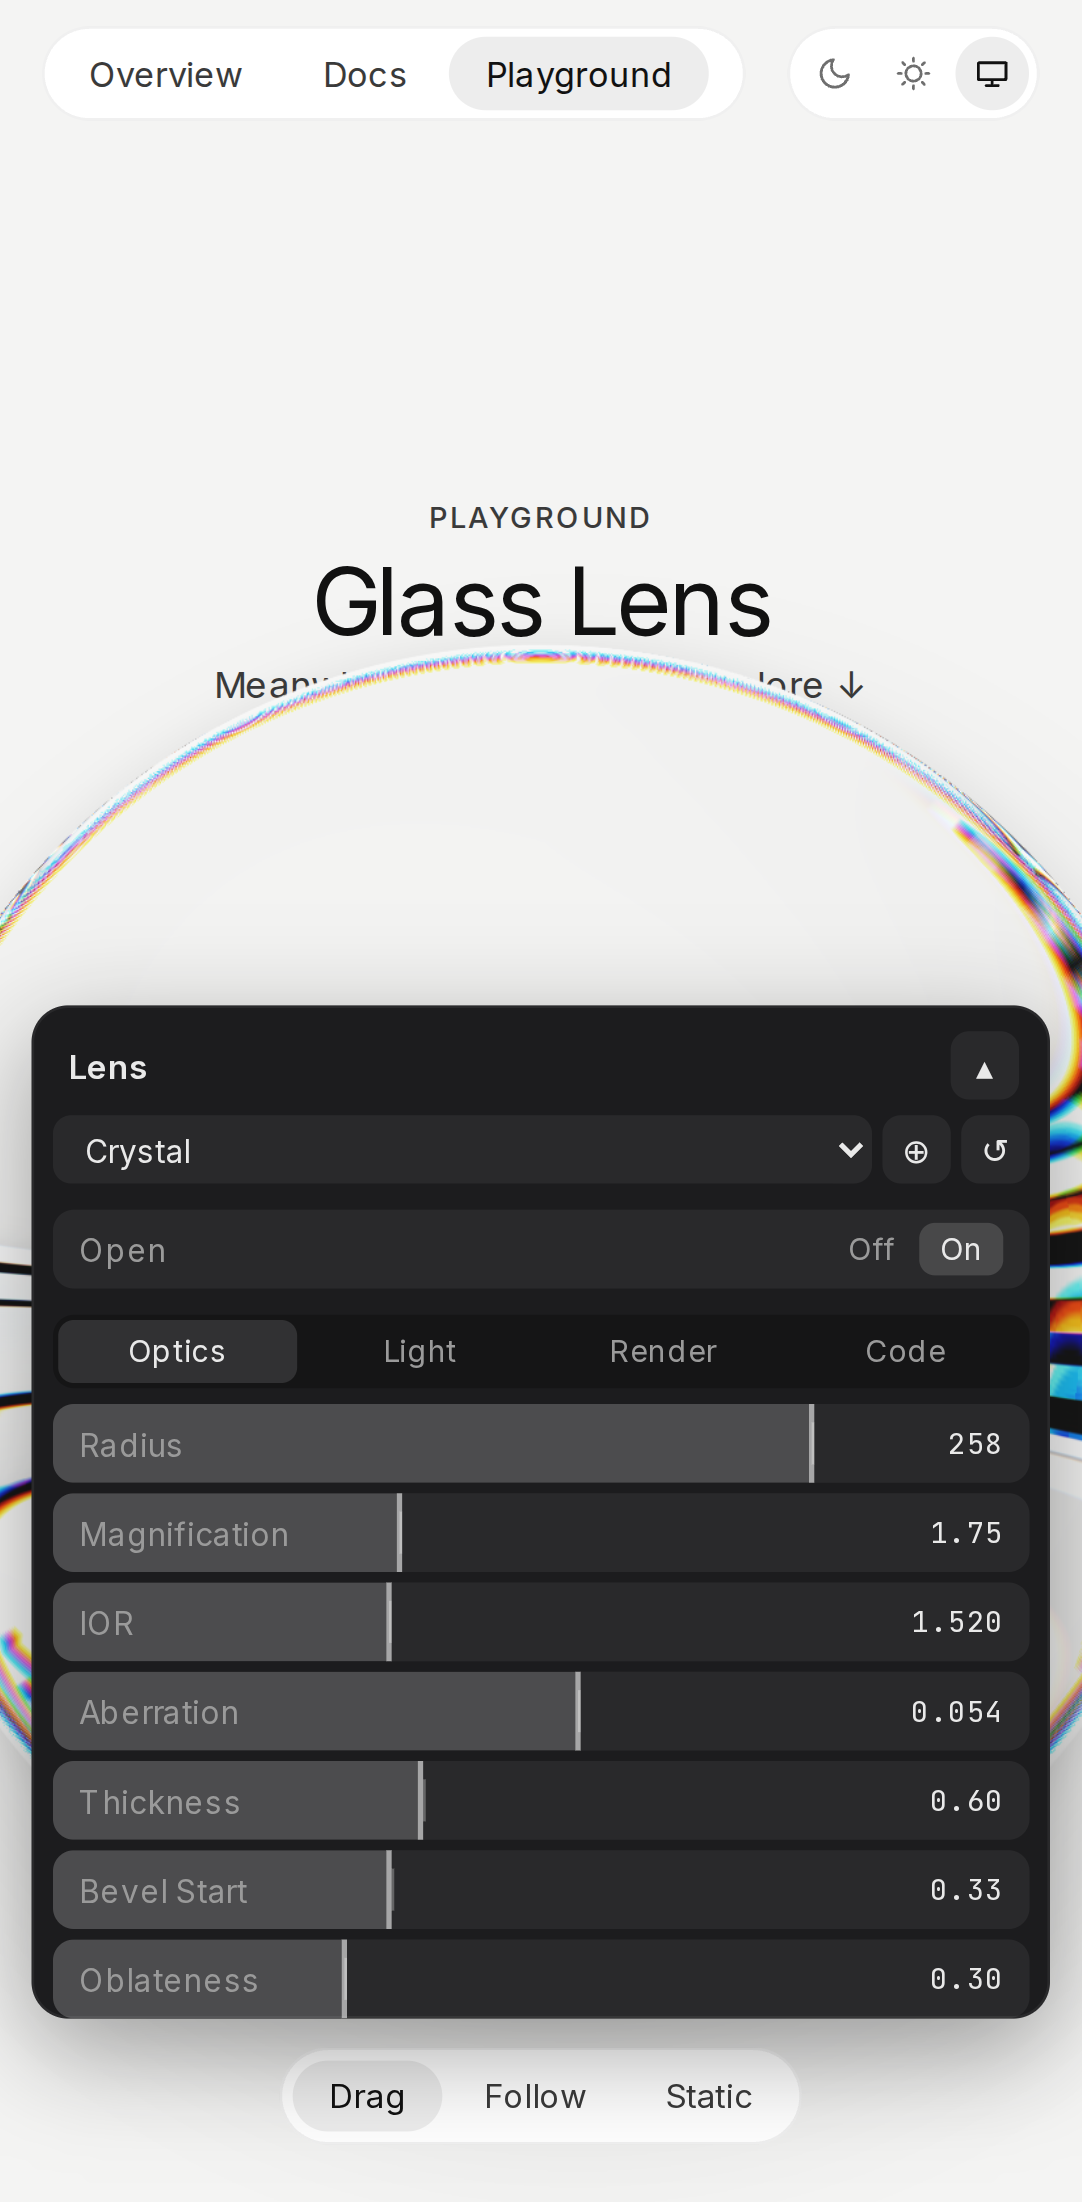 Overview Docs Playground
PLAYGROUND
Glass Lens
↓
Lens ▲
Crystal ⊕ ↺
Open Off On
Optics Light Render Code
Radius 258
Magnification 1.75
IOR 1.520
Aberration 0.054
Thickness 0.60
Bevel Start 0.33
Oblateness 0.30
Drag Follow Static